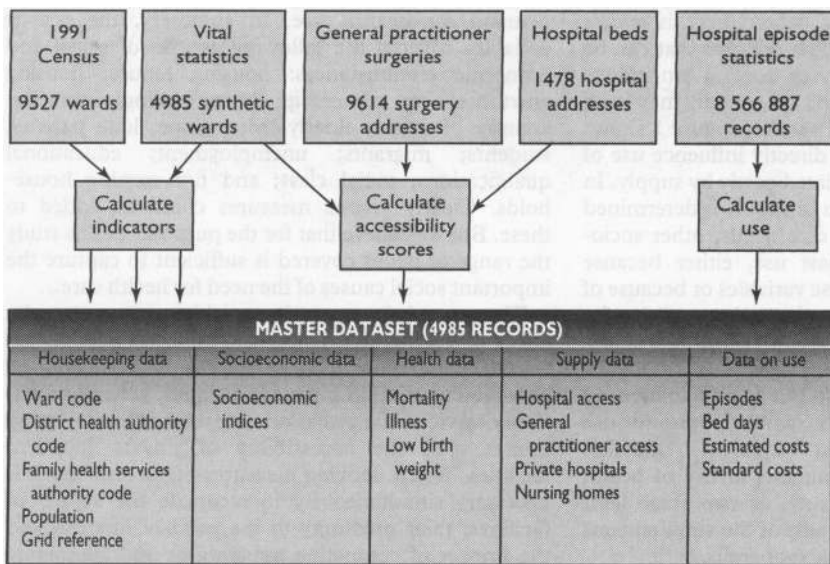 1991
Census
9527 wards
Vital
statistics
4985 synthetic
wards
General practitioner
surgeries
9614 surgery
addresses
Hospital beds
1478 hospital
addresses
Hospital episode
statistics
8 566 887
records
Calculate
indicators
Calculate
accessibility
scores
Calculate
use
MASTER DATASET (4985 RECORDS)
Housekeeping data
Ward code
District health authority
code
Family health services
authority code
Population
Grid reference
Socioeconomic data
Socioeconomic
indices
Health data
Mortality
Illness
Low birth
weight
Supply data
Hospital access
General
practitioner access
Private hospitals
Nursing homes
Data on use
Episodes
Bed days
Estimated costs
Standard costs